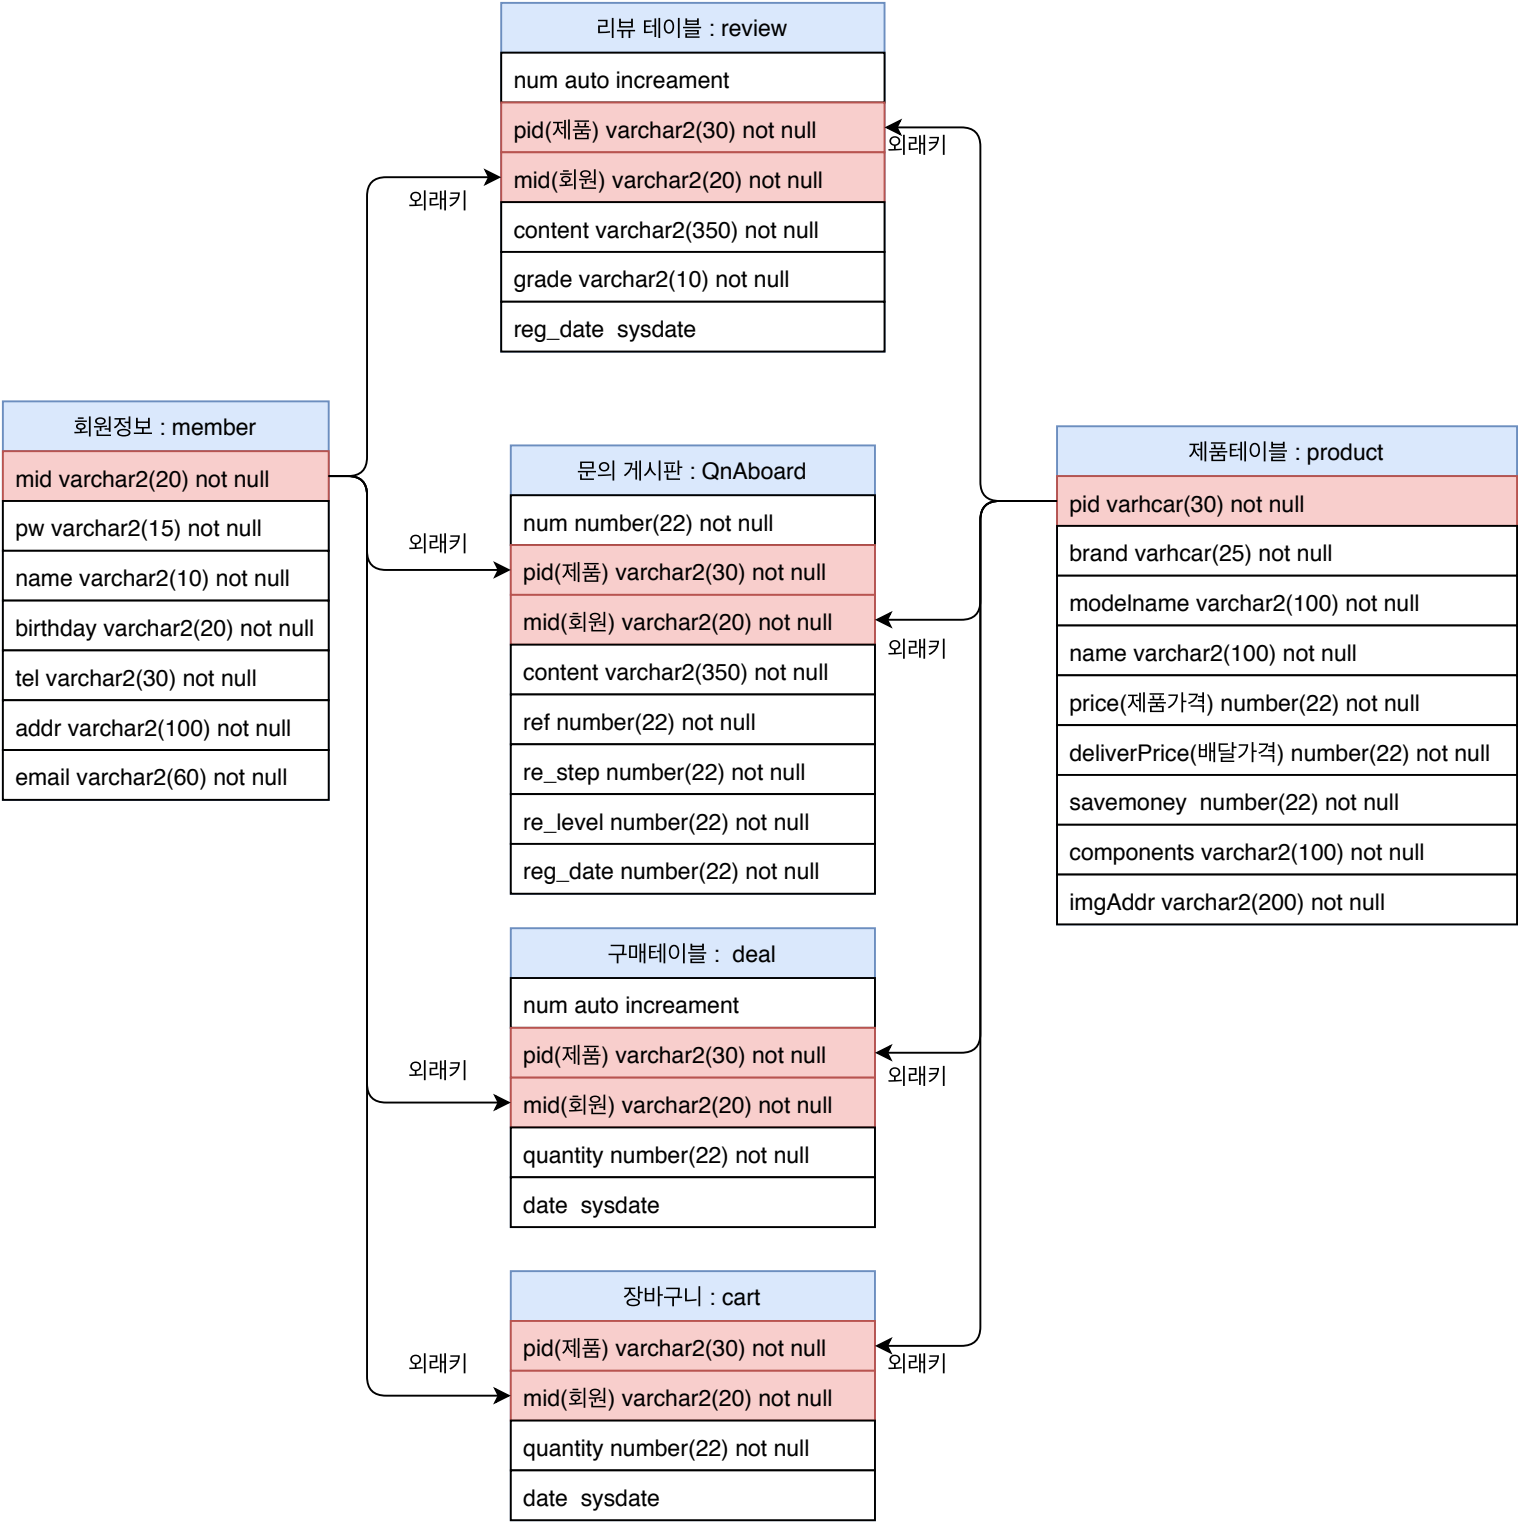 리뷰 테이블 : review
num auto increament
pid(제품) varchar2(30) not null
mid(회원) varchar2(20) not null
content varchar2(350) not null
grade varchar2(10) not null
reg_date  sysdate
외래키
외래키
회원정보 : member
mid varchar2(20) not null
pw varchar2(15) not null
name varchar2(10) not null
birthday varchar2(20) not null
tel varchar2(30) not null
addr varchar2(100) not null
email varchar2(60) not null
외래키
문의 게시판 : QnAboard
num number(22) not null
pid(제품) varchar2(30) not null
mid(회원) varchar2(20) not null
content varchar2(350) not null
ref number(22) not null
re_step number(22) not null
re_level number(22) not null
reg_date number(22) not null
외래키
제품테이블 : product
pid varhcar(30) not null
brand varhcar(25) not null
modelname varchar2(100) not null
name varchar2(100) not null
price(제품가격) number(22) not null
deliverPrice(배달가격) number(22) not null
savemoney  number(22) not null
components varchar2(100) not null
imgAddr varchar2(200) not null
구매테이블 :  deal
num auto increament
pid(제품) varchar2(30) not null
mid(회원) varchar2(20) not null
quantity number(22) not null
date  sysdate
외래키
외래키
장바구니 : cart
pid(제품) varchar2(30) not null
mid(회원) varchar2(20) not null
quantity number(22) not null
date  sysdate
외래키
외래키